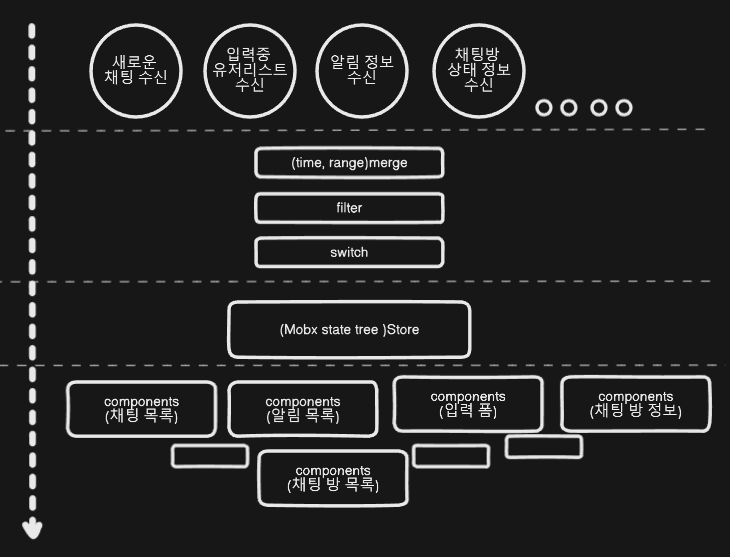 새로운
채팅 수신
입력중
유저리스트
수신
알림 정보
수신
채팅방
상태 정보
수신
(time, range)merge
filter
switch
(Mobx state tree )Store
components
(채팅 목록)
components
(알림 목록)
components
(입력 폼)
components
(채팅 방 정보)
components
(채팅 방 목록)